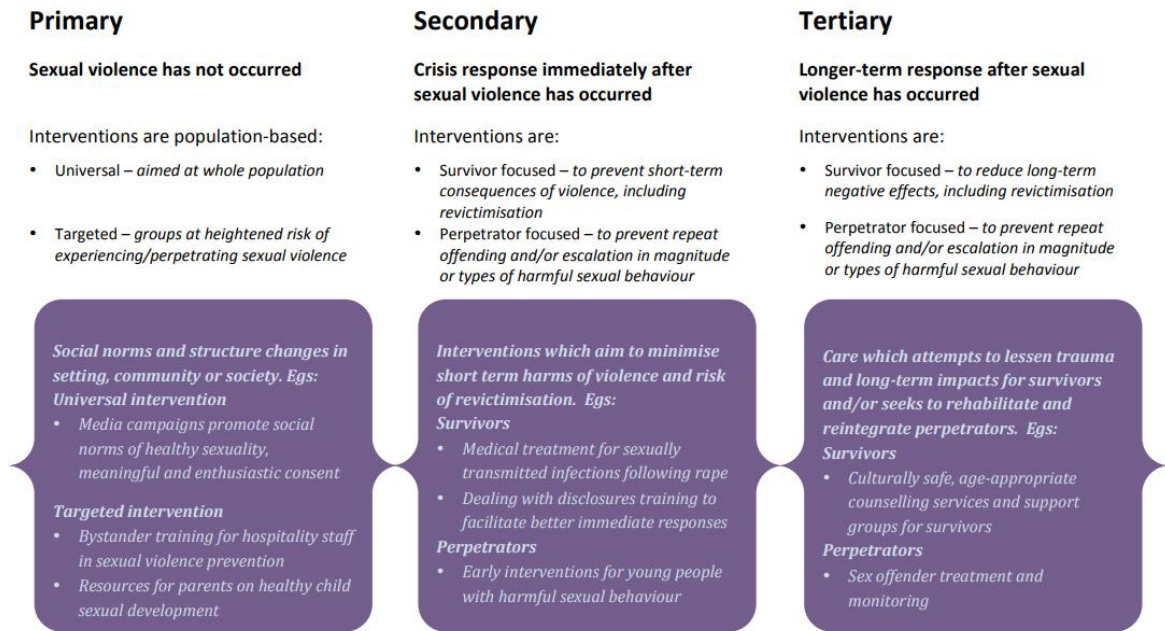 Primary
Sexual violence has not occurred
Interventions are population-based:
• Universal – aimed at whole population
• Targeted – groups at heightened risk of
experiencing/perpetrating sexual violence
Social norms and structure changes in
setting, community or society. Egs:
Universal intervention
• Media campaigns promote social
norms of healthy sexuality,
meaningful and enthusiastic consent
Targeted intervention
• Bystander training for hospitality staff
in sexual violence prevention
• Resources for parents on healthy child
sexual development
Secondary
Crisis response immediately after
sexual violence has occurred
Interventions are:
• Survivor focused – to prevent short-term
consequences of violence, including
revictimisation
• Perpetrator focused – to prevent repeat
offending and/or escalation in magnitude
or types of harmful sexual behaviour
Interventions which aim to minimise
short term harms of violence and risk
of revictimisation. Egs:
Survivors
• Medical treatment for sexually
transmitted infections following rape
• Dealing with disclosures training to
facilitate better immediate responses
Perpetrators
• Early interventions for young people
with harmful sexual behaviour
Tertiary
Longer-term response after sexual
violence has occurred
Interventions are:
• Survivor focused – to reduce long-term
negative effects, including revictimisation
• Perpetrator focused – to prevent repeat
offending and/or escalation in magnitude
or types of harmful sexual behaviour
Care which attempts to lessen trauma
and long-term impacts for survivors
and/or seeks to rehabilitate and
reintegrate perpetrators. Egs:
Survivors
• Culturally safe, age-appropriate
counselling services and support
groups for survivors
Perpetrators
• Sex offender treatment and
monitoring